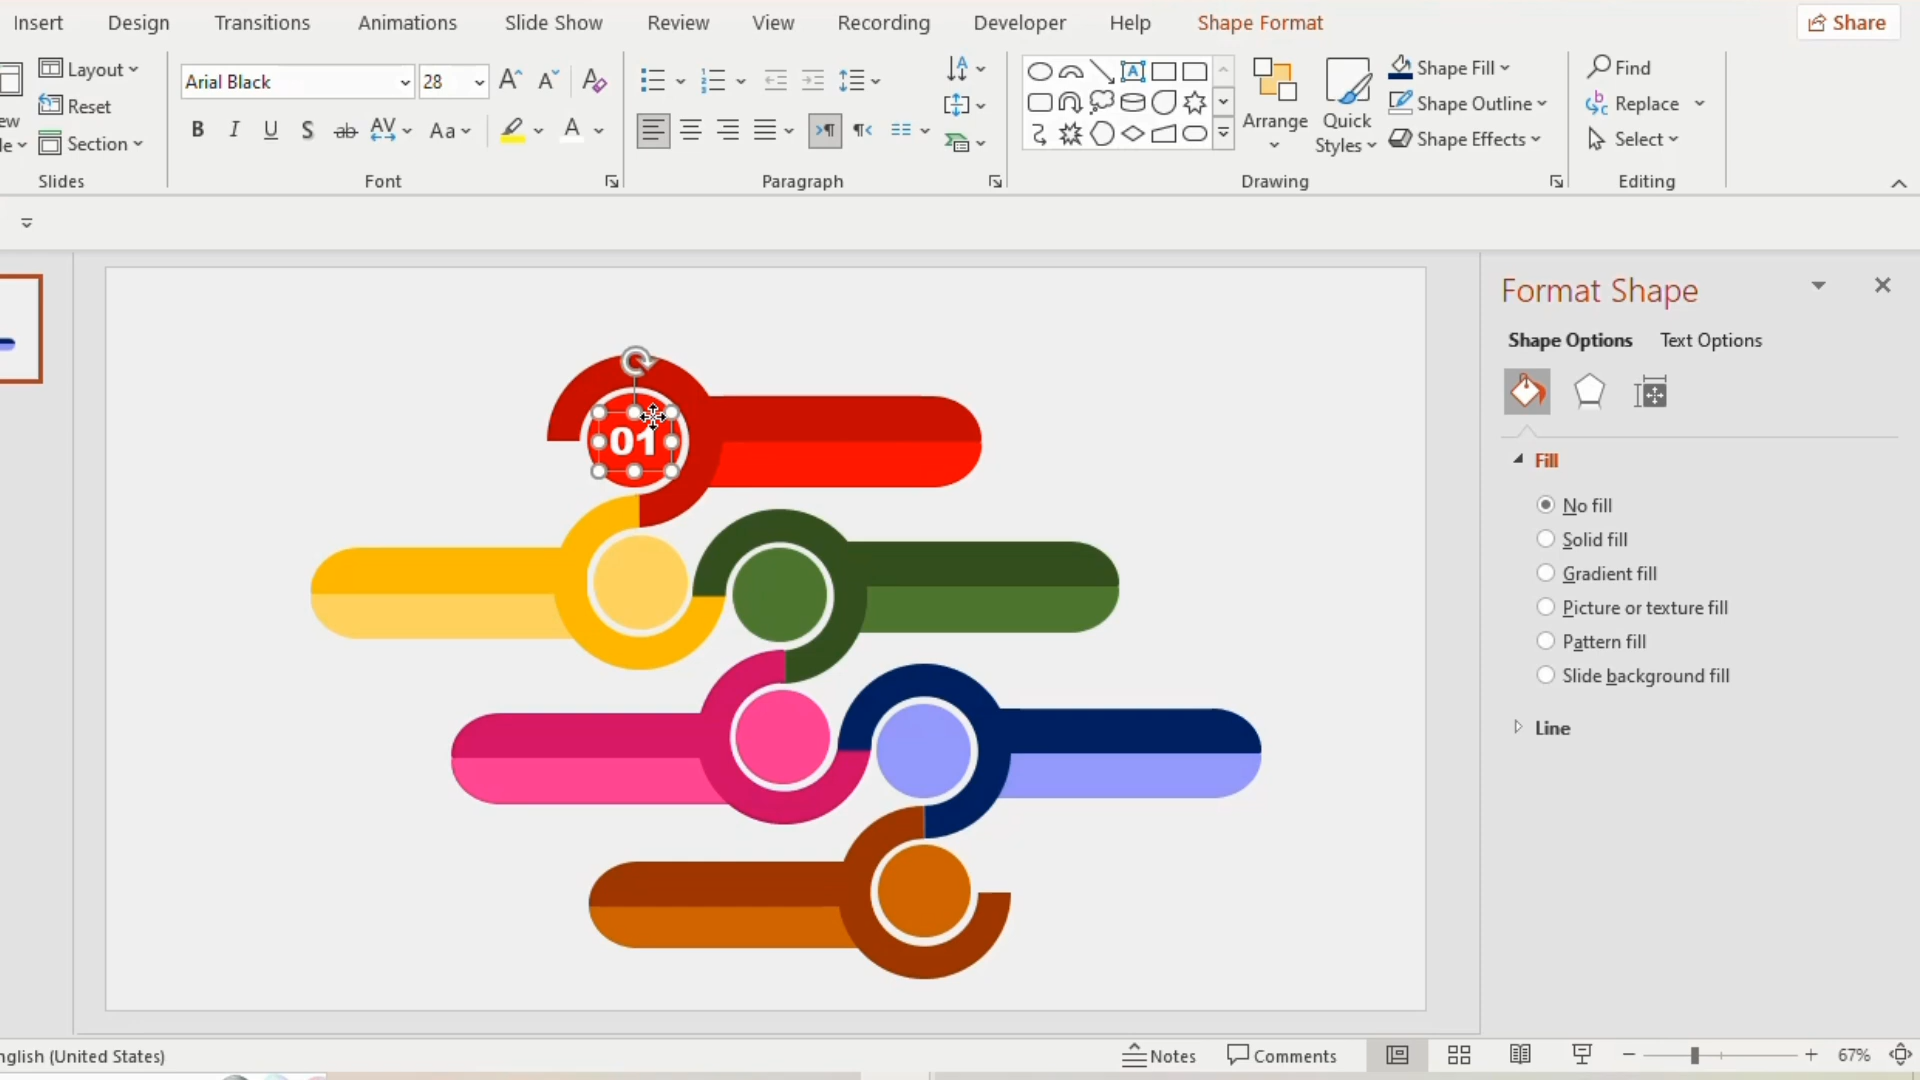 Insert Design Transitions Animations Slide Show Review View Recording Developer Help Shape Format Share
Layout
Reset
Section
Slides
Arial Black 28
B I U S ab AV Aa A
Font
Paragraph
Arrange
Quick
Styles
Shape Fill
Shape Outline
Shape Effects
Drawing
Find
Replace
Select
Editing
01
Format Shape
Shape Options Text Options
Fill
No fill
Solid fill
Gradient fill
Picture or texture fill
Pattern fill
Slide background fill
Line
(United States) Notes Comments 67%